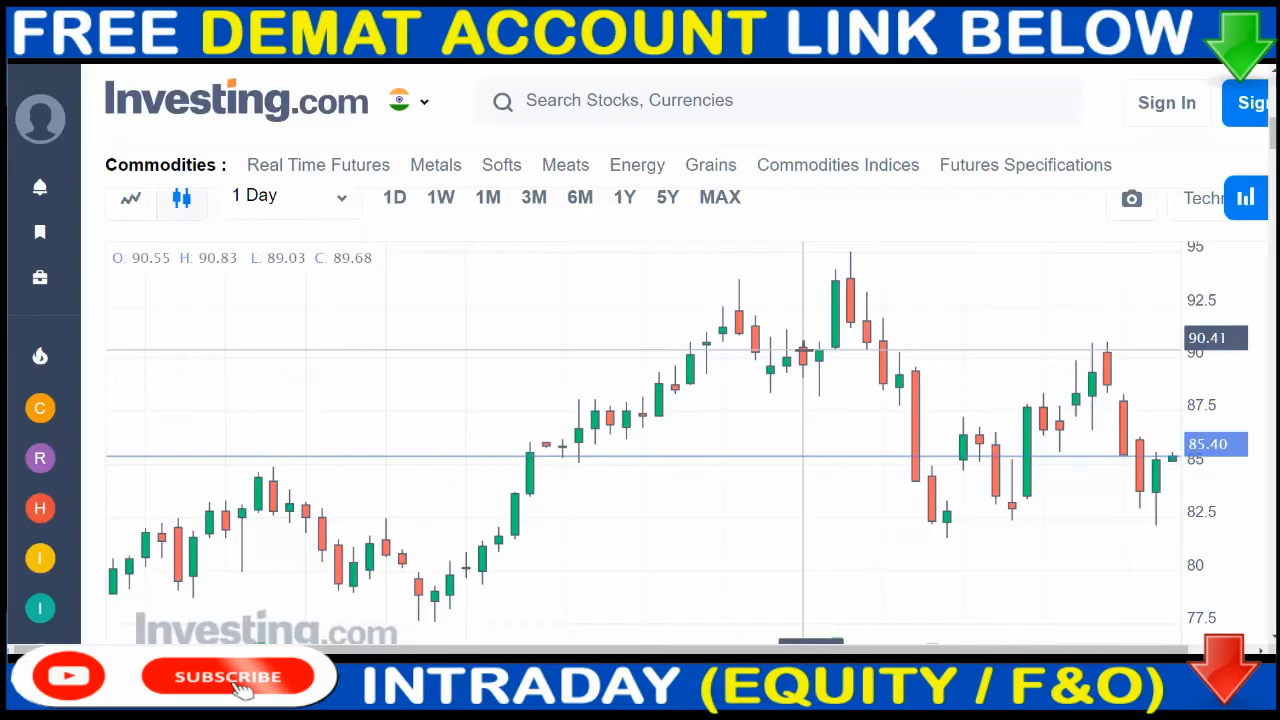 FREE DEMAT ACCOUNT LINK BELOW
Investing.com
Search Stocks, Currencies
Sign In
Sig
Commodities :
Real Time Futures
Metals
Softs
Meats
Energy
Grains
Commodities Indices
Futures Specifications
1 Day
1D
1W
1M
3M
6M
1Y
5Y
MAX
Techr
O: 90.55 H: 90.83 L: 89.03 C: 89.68
95
92.5
90.41
90
87.5
85.40
85
82.5
80
77.5
C
R
H
I
I
Investing.com
SUBSCRIBE
INTRADAY (EQUITY / F&O)